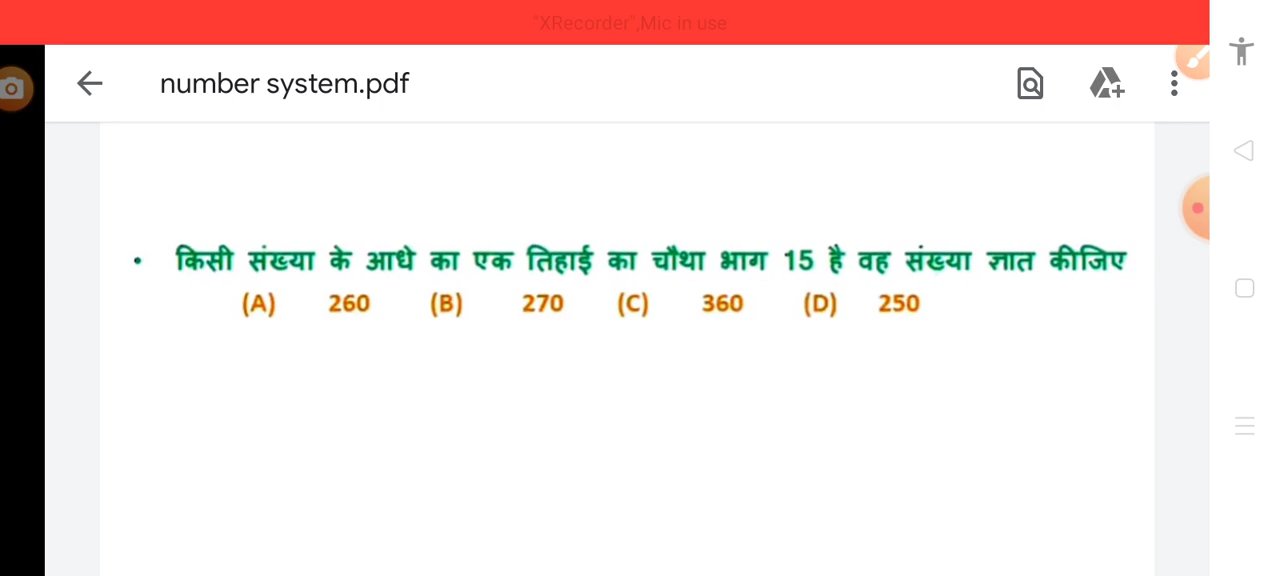 "XRecorder",Mic in use
number system.pdf
• किसी संख्या के आधे का एक तिहाई का चौथा भाग 15 है वह संख्या ज्ञात कीजिए
(A) 260 (B) 270 (C) 360 (D) 250